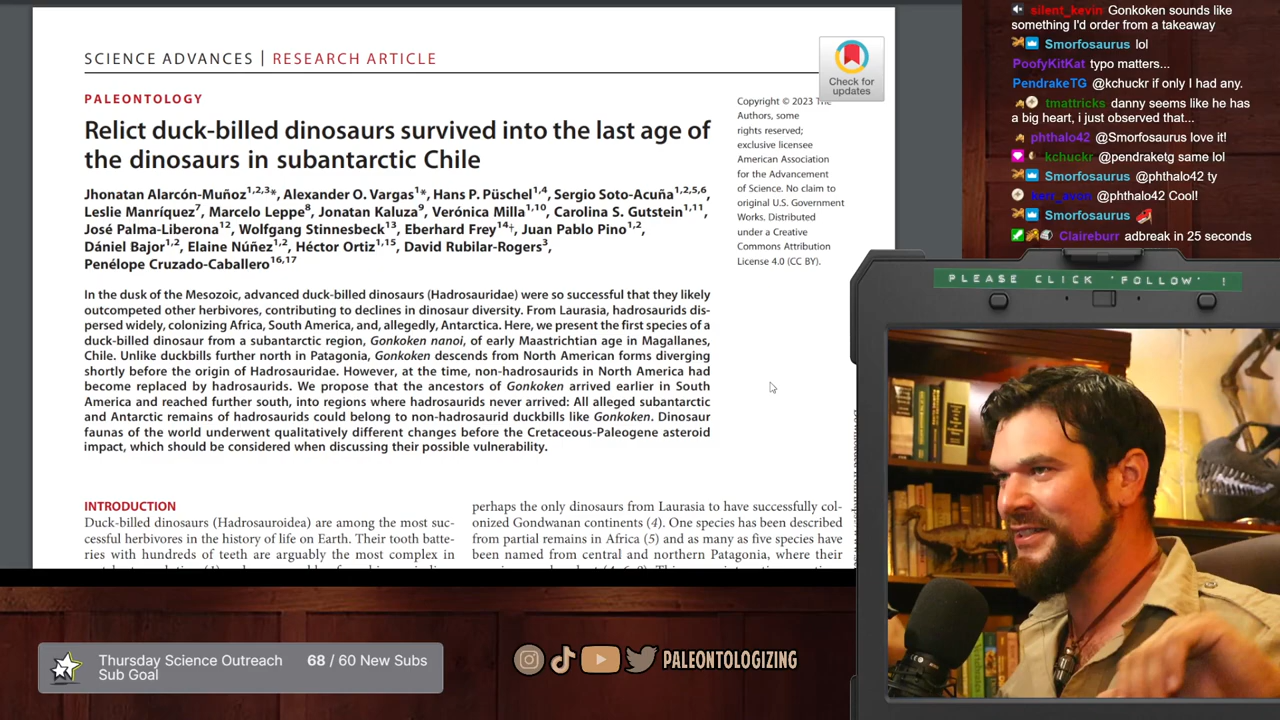 SCIENCE ADVANCES | RESEARCH ARTICLE
Check for
updates
PALEONTOLOGY
Relict duck-billed dinosaurs survived into the last age of
the dinosaurs in subantarctic Chile
Jhonatan Alarcón-Muñoz1,2,3*, Alexander O. Vargas1*, Hans P. Püschel1,4, Sergio Soto-Acuña1,2,5,6
Leslie Manríquez7, Marcelo Leppe8, Jonatan Kaluza9, Verónica Milla1,10, Carolina S. Gutstein1,11,
José Palma-Liberona12, Wolfgang Stinnesbeck13, Eberhard Frey14†, Juan Pablo Pino1,2,
Dániel Bajor1,2, Elaine Núñez1,2, Héctor Ortiz1,15, David Rubilar-Rogers3,
Penélope Cruzado-Caballero16,17
Copyright © 2023 The
Authors, some
rights reserved;
exclusive licensee
American Association
for the Advancement
of Science. No claim to
original U.S. Government
Works. Distributed
under a Creative
Commons Attribution
License 4.0 (CC BY).
In the dusk of the Mesozoic, advanced duck-billed dinosaurs (Hadrosauridae) were so successful that they likely
outcompeted other herbivores, contributing to declines in dinosaur diversity. From Laurasia, hadrosaurids dis-
persed widely, colonizing Africa, South America, and, allegedly, Antarctica. Here, we present the first species of a
duck-billed dinosaur from a subantarctic region, Gonkoken nanoi, of early Maastrichtian age in Magallanes,
Chile. Unlike duckbills further north in Patagonia, Gonkoken descends from North American forms diverging
shortly before the origin of Hadrosauridae. However, at the time, non-hadrosaurids in North America had
become replaced by hadrosaurids. We propose that the ancestors of Gonkoken arrived earlier in South
America and reached further south, into regions where hadrosaurids never arrived: All alleged subantarctic
and Antarctic remains of hadrosaurids could belong to non-hadrosaurid duckbills like Gonkoken. Dinosaur
faunas of the world underwent qualitatively different changes before the Cretaceous-Paleogene asteroid
impact, which should be considered when discussing their possible vulnerability.
INTRODUCTION
Duck-billed dinosaurs (Hadrosauroidea) are among the most suc-
cessful herbivores in the history of life on Earth. Their tooth batte-
ries with hundreds of teeth are arguably the most complex in
perhaps the only dinosaurs from Laurasia to have successfully col-
onized Gondwanan continents (4). One species has been described
from partial remains in Africa (5) and as many as five species have
been named from central and northern Patagonia, where their
silent_kevin Gonkoken sounds like
something I'd order from a takeaway
Smorfosaurus lol
PoofyKitKat typo matters...
PendrakeTG @kchuckr if only I had any.
tmattricks danny seems like he has
a big heart, i just observed that...
phthalo42 @Smorfosaurus love it!
kchuckr @pendraketg same lol
Smorfosaurus @phthalo42 ty
kerr_avon @phthalo42 Cool!
Smorfosaurus
Claireburr adbreak in 25 seconds
PLEASE CLICK 'FOLLOW' !
Thursday Science Outreach 68 / 60 New Subs
Sub Goal
PALEONTOLOGIZING